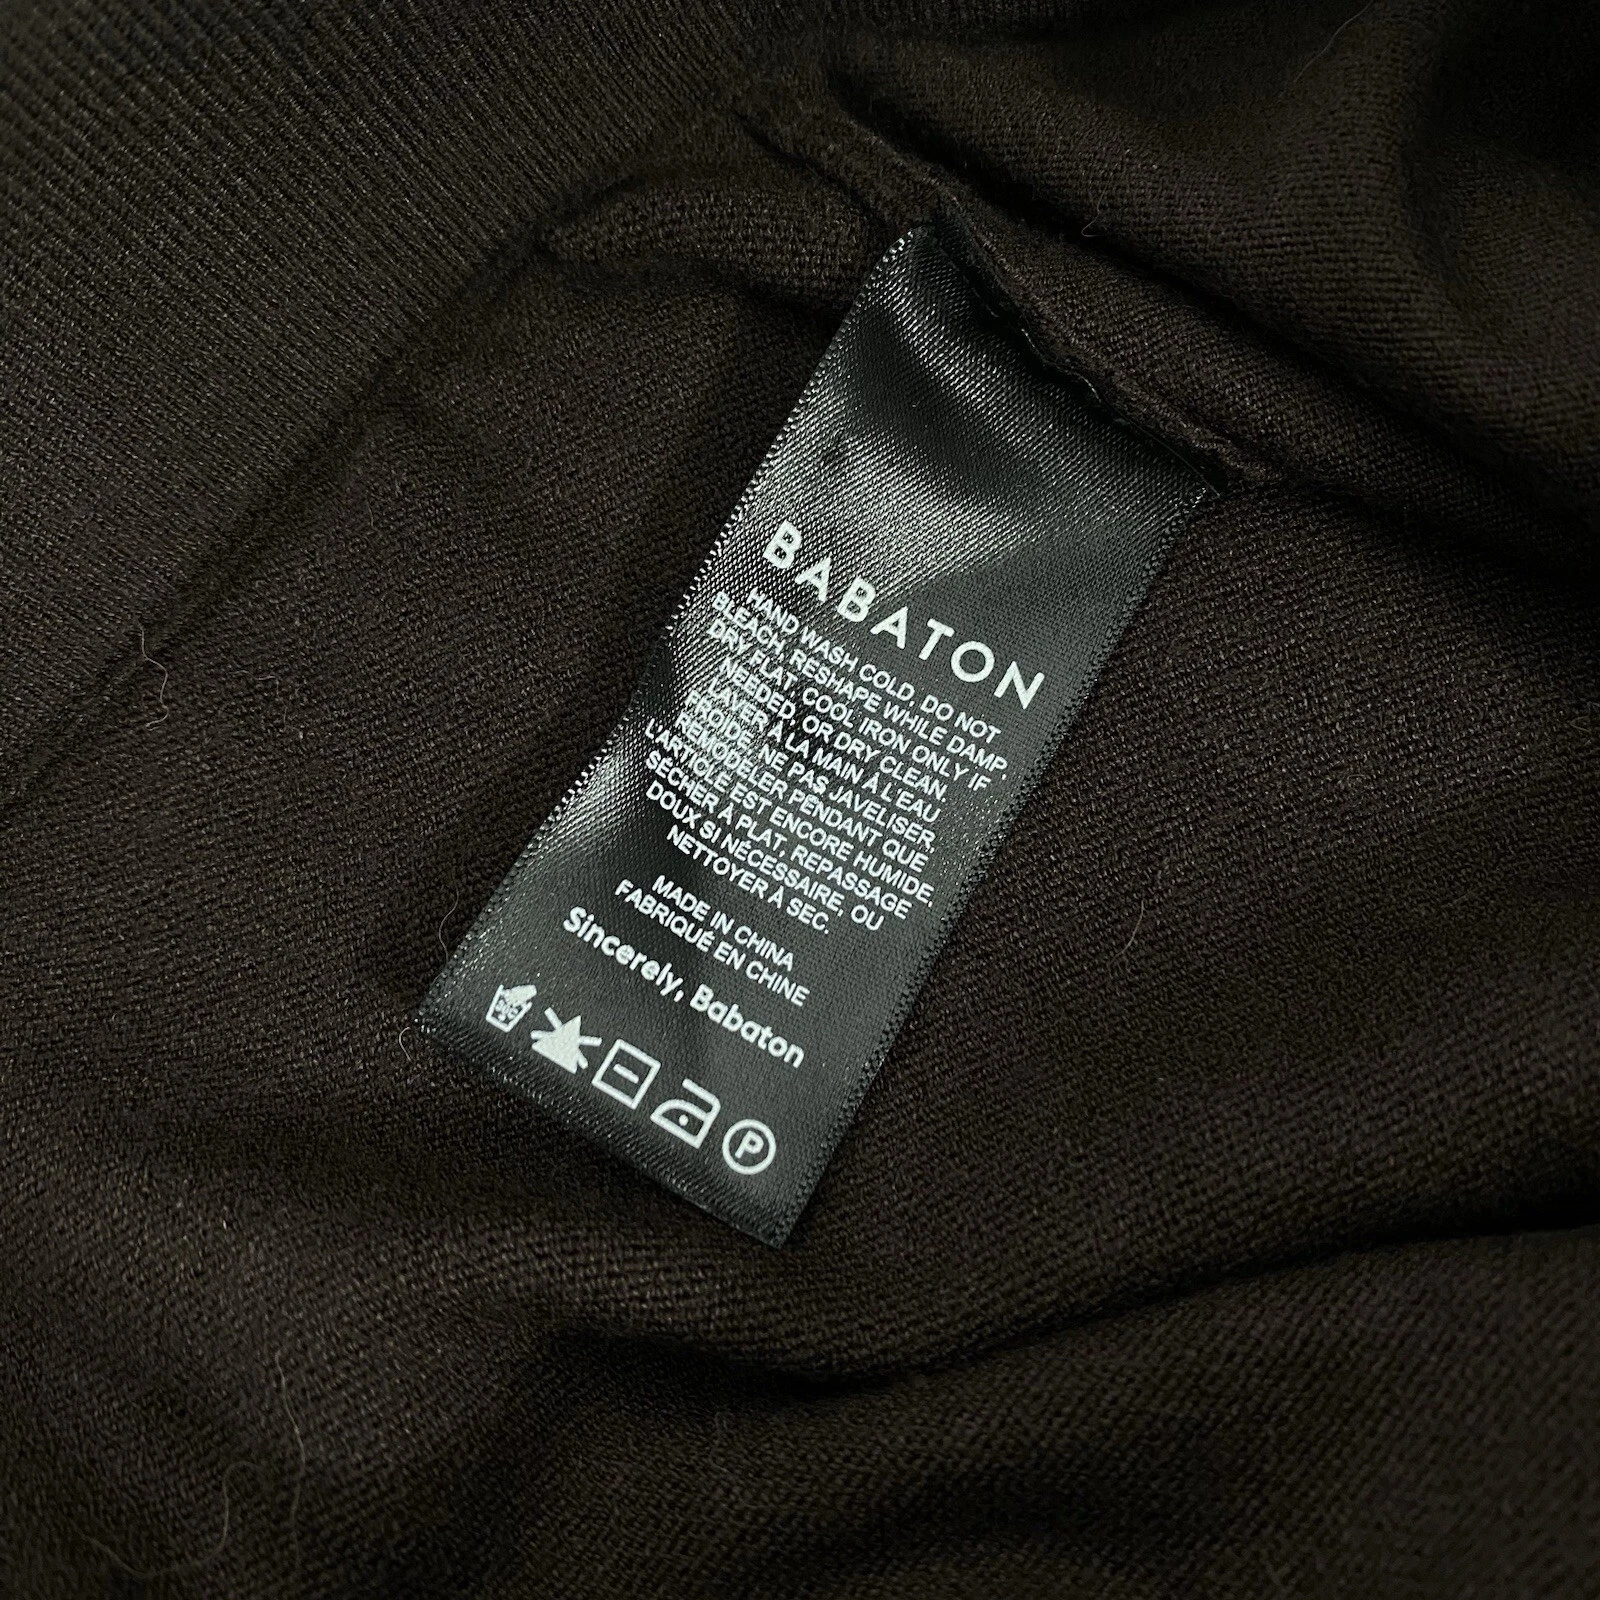 BABATON
HAND WASH COLD, DO NOT
BLEACH, RESHAPE WHILE DAMP,
DRY FLAT, COOL IRON ONLY IF
NEEDED, OR DRY CLEAN.
LAVER À LA MAIN À L'EAU
FROIDE, NE PAS JAVELISER,
REMODELER PENDANT QUE
L'ARTICLE EST ENCORE HUMIDE,
SÉCHER À PLAT, REPASSAGE
DOUX SI NÉCESSAIRE, OU
NETTOYER À SEC.
MADE IN CHINA
FABRIQUÉ EN CHINE
Sincerely, Babaton
P